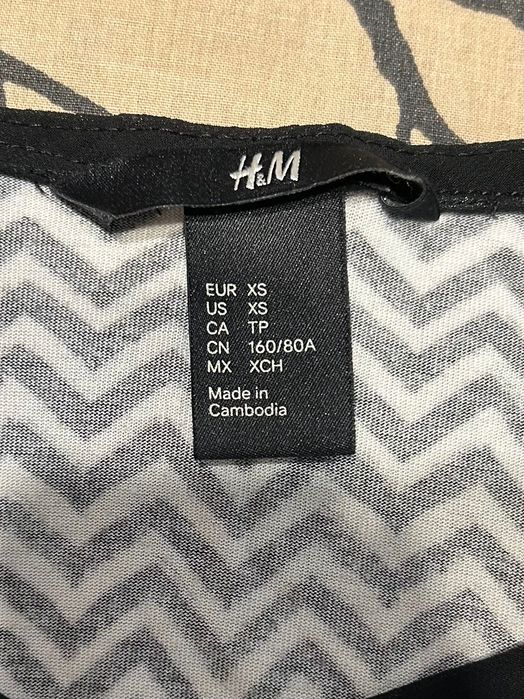 H&M
EUR XS
US XS
CA TP
CN 160/80A
MX XCH
Made in
Cambodia